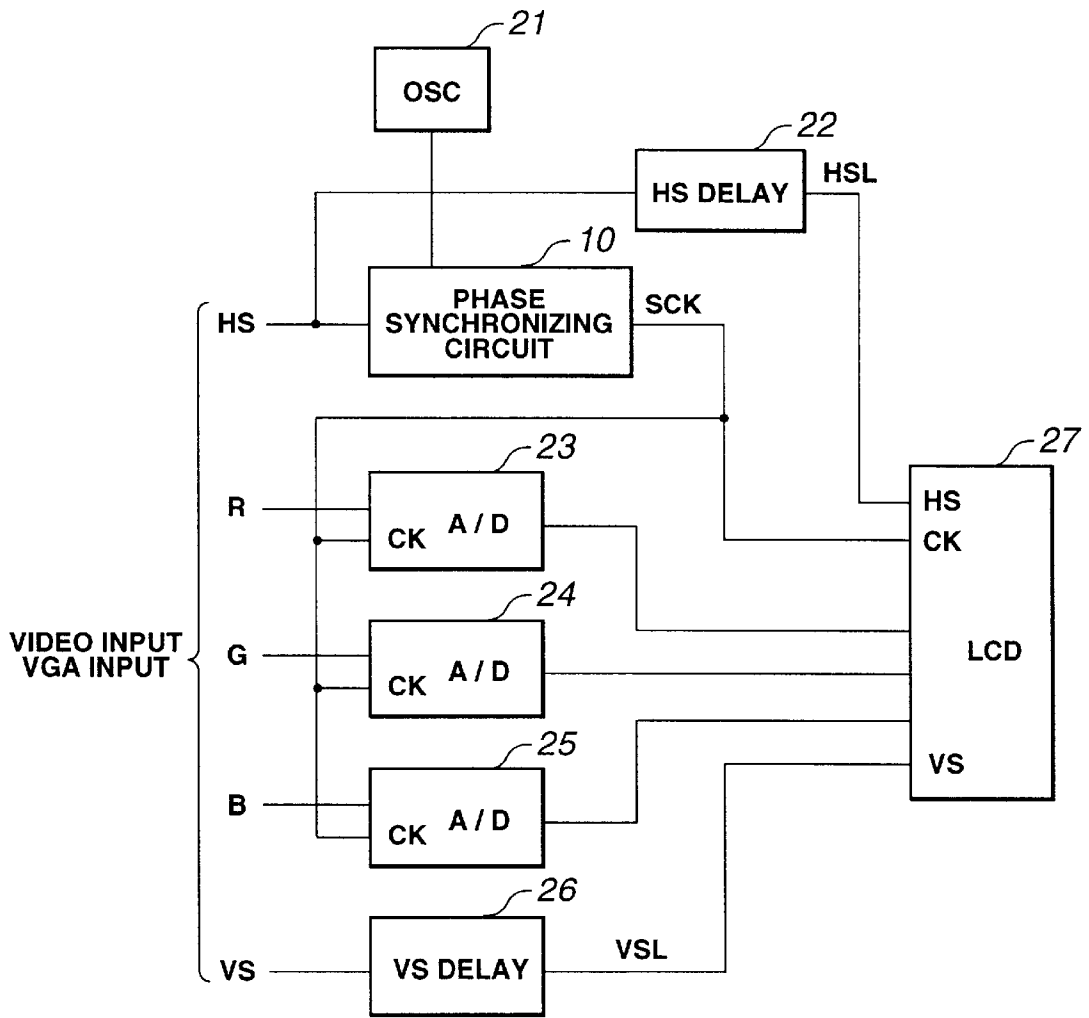 21
OSC
22
HS DELAY
HSL
10
PHASE
SYNCHRONIZING
CIRCUIT
SCK
HS
23
R
A / D
CK
27
HS
CK
LCD
VS
24
VIDEO INPUT
VGA INPUT
G
A / D
CK
25
B
A / D
CK
26
VS
VS DELAY
VSL